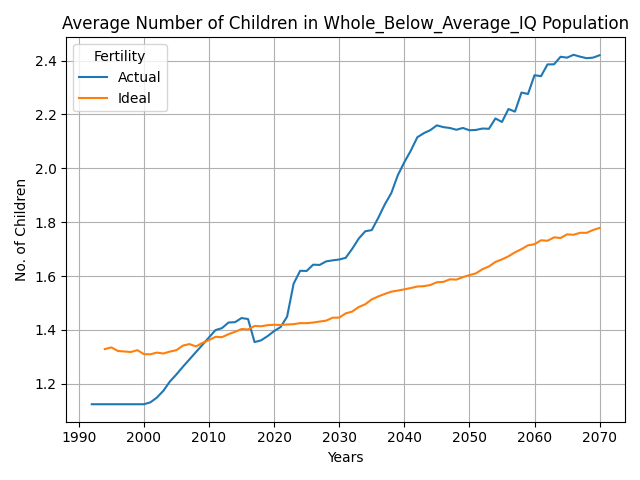 Average Number of Children in Whole_Below_Average_IQ Population
Fertility
Actual
Ideal
No. of Children
2.4
2.2
2.0
1.8
1.6
1.4
1.2
1990 2000 2010 2020 2030 2040 2050 2060 2070
Years